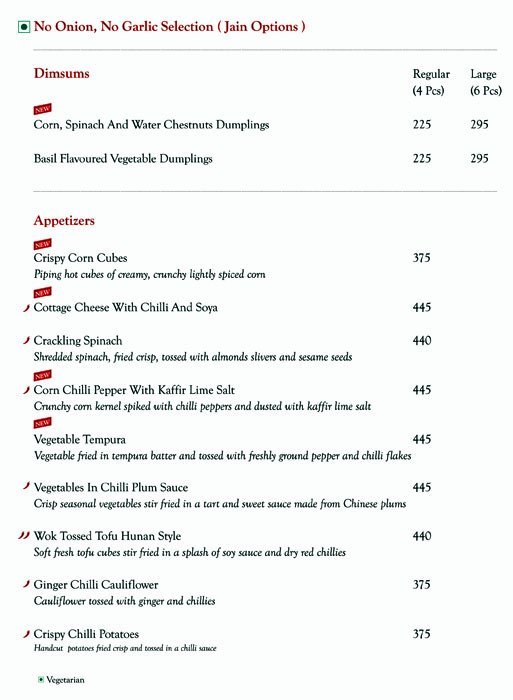 No Onion, No Garlic Selection ( Jain Options )
Dimsums Regular Large
(4 Pcs) (6 Pcs)
NEW
Corn, Spinach And Water Chestnuts Dumplings 225 295
Basil Flavoured Vegetable Dumplings 225 295
Appetizers
NEW
Crispy Corn Cubes 375
Piping hot cubes of creamy, crunchy lightly spiced corn
NEW
Cottage Cheese With Chilli And Soya 445
Crackling Spinach 440
Shredded spinach, fried crisp, tossed with almonds slivers and sesame seeds
NEW
Corn Chilli Pepper With Kaffir Lime Salt 445
Crunchy corn kernel spiked with chilli peppers and dusted with kaffir lime salt
NEW
Vegetable Tempura 445
Vegetable fried in tempura batter and tossed with freshly ground pepper and chilli flakes
Vegetables In Chilli Plum Sauce 445
Crisp seasonal vegetables stir fried in a tart and sweet sauce made from Chinese plums
Wok Tossed Tofu Hunan Style 440
Soft fresh tofu cubes stir fried in a splash of soy sauce and dry red chillies
Ginger Chilli Cauliflower 375
Cauliflower tossed with ginger and chillies
Crispy Chilli Potatoes 375
Handcut potatoes fried crisp and tossed in a chilli sauce
Vegetarian